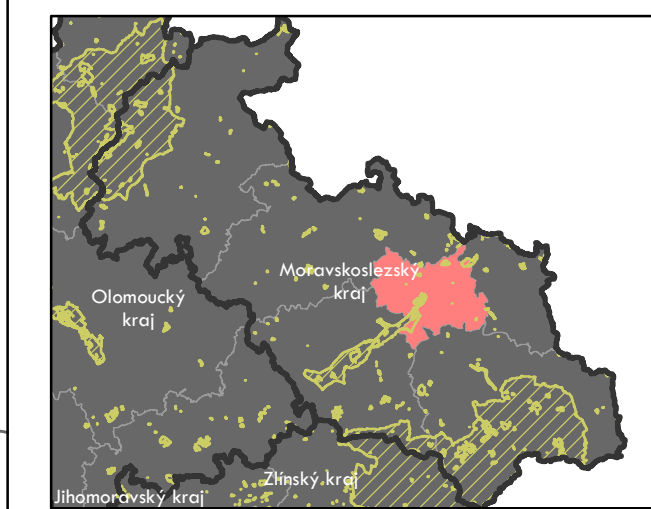 Moravskoslezský
kraj
Olomoucký
kraj
Zlínský kraj
Jihomoravský kraj